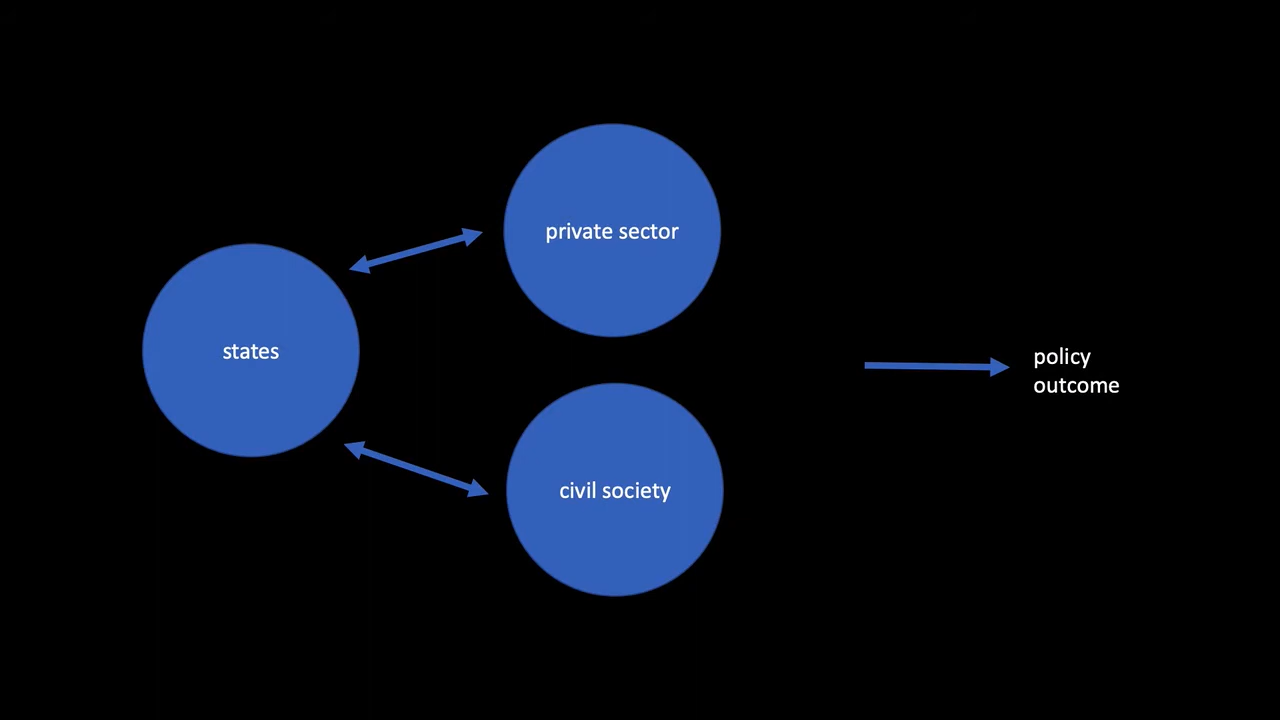 private sector
states
policy
outcome
civil society